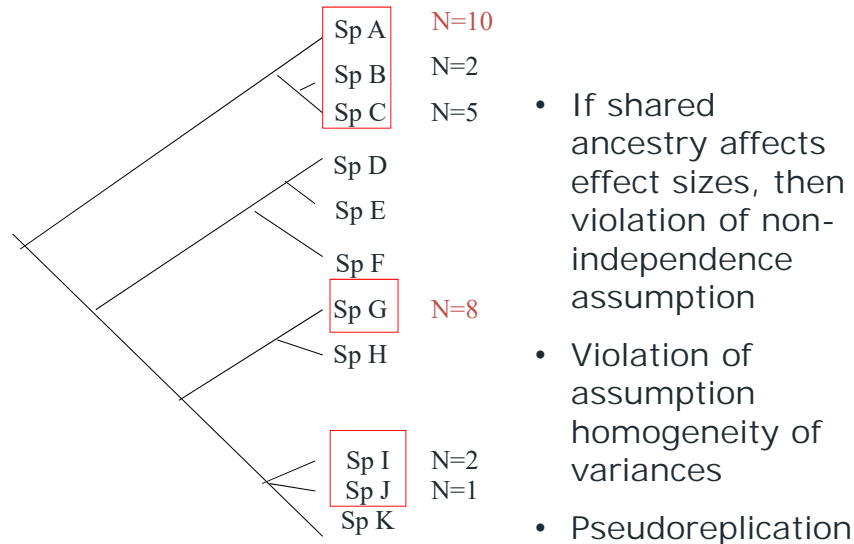 Sp A N=10
Sp B N=2
Sp C N=5
Sp D
Sp E
Sp F
Sp G N=8
Sp H
Sp I N=2
Sp J N=1
Sp K
• If shared
ancestry affects
effect sizes, then
violation of non-
independence
assumption
• Violation of
assumption
homogeneity of
variances
• Pseudoreplication